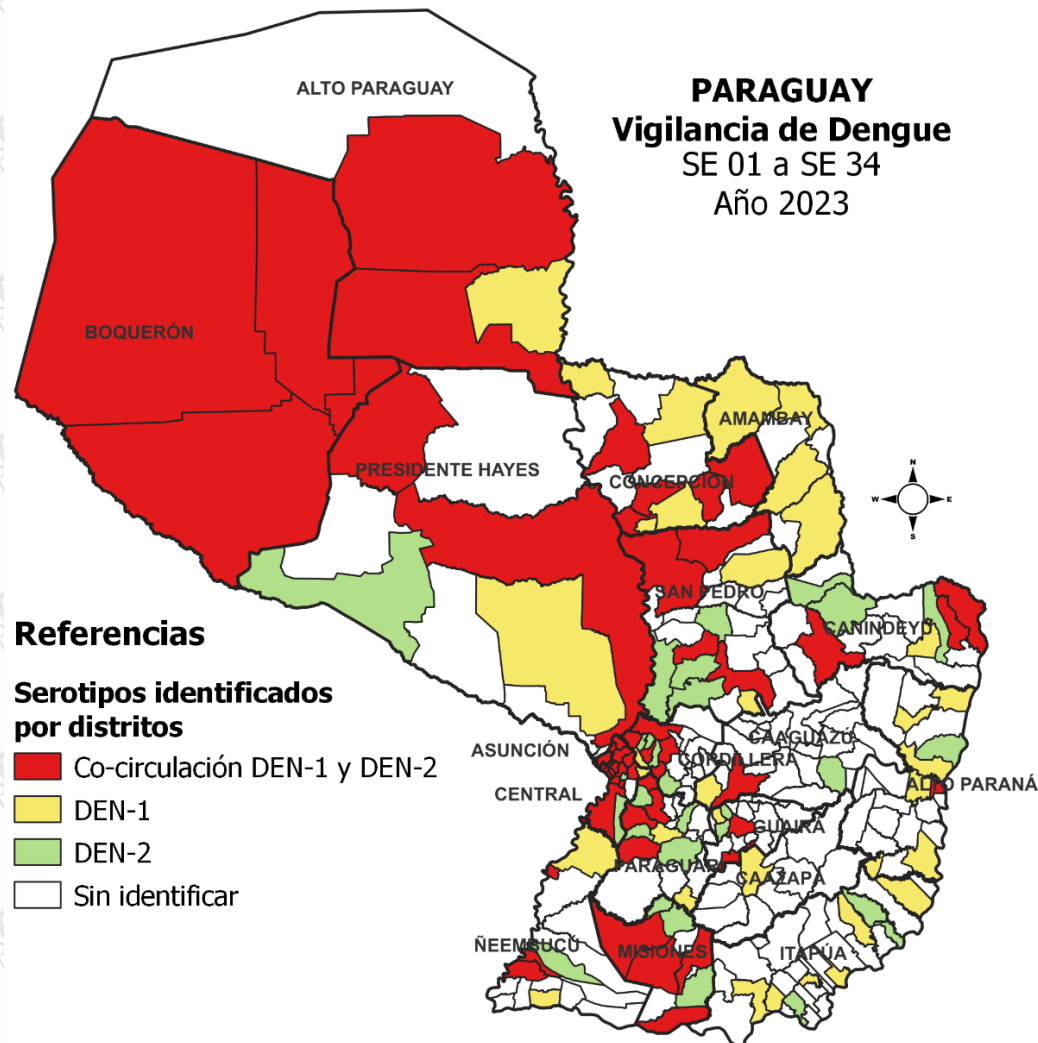 PARAGUAY
Vigilancia de Dengue
SE 01 a SE 34
Año 2023
ALTO PARAGUAY
BOQUERÓN
AMAMBAY
PRESIDENTE HAYES
CONCEPCIÓN
N
W
E
S
SAN PEDRO
CANINDEYÚ
Referencias
Serotipos identificados
por distritos
Co-circulación DEN-1 y DEN-2
DEN-1
DEN-2
Sin identificar
ASUNCIÓN
CAAGUAZÚ
CORDILLERA
CENTRAL
ALTO PARANÁ
GUAIRÁ
PARAGUARÍ
CAAZAPÁ
ÑEEMBUCÚ
MISIONES
ITAPÚA